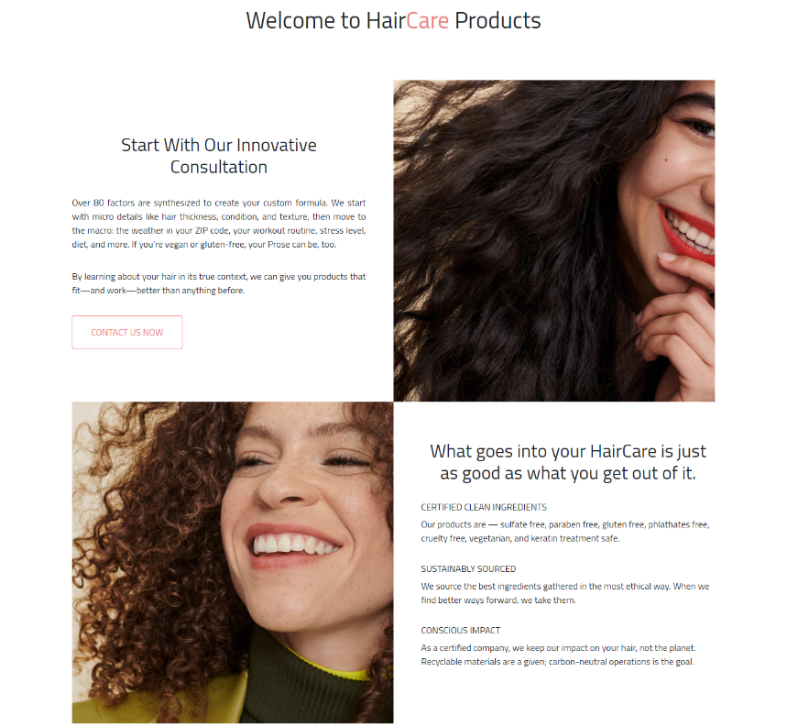 Welcome to HairCare Products
Start With Our Innovative
Consultation
Over 80 factors are synthesized to create your custom formula. We start
with micro details like hair thickness, condition, and texture, then move to
the macro: the weather in your ZIP code, your workout routine, stress level,
diet, and more. If you're vegan or gluten-free, your Prose can be, too.
By learning about your hair in its true context, we can give you products that
fit—and work—better than anything before.
CONTACT US NOW
What goes into your HairCare is just
as good as what you get out of it.
CERTIFIED CLEAN INGREDIENTS
Our products are — sulfate free, paraben free, gluten free, phlathates free,
cruelty free, vegetarian, and keratin treatment safe.
SUSTAINABLY SOURCED
We source the best ingredients gathered in the most ethical way. When we
find better ways forward, we take them.
CONSCIOUS IMPACT
As a certified company, we keep our impact on your hair, not the planet.
Recyclable materials are a given; carbon-neutral operations is the goal.